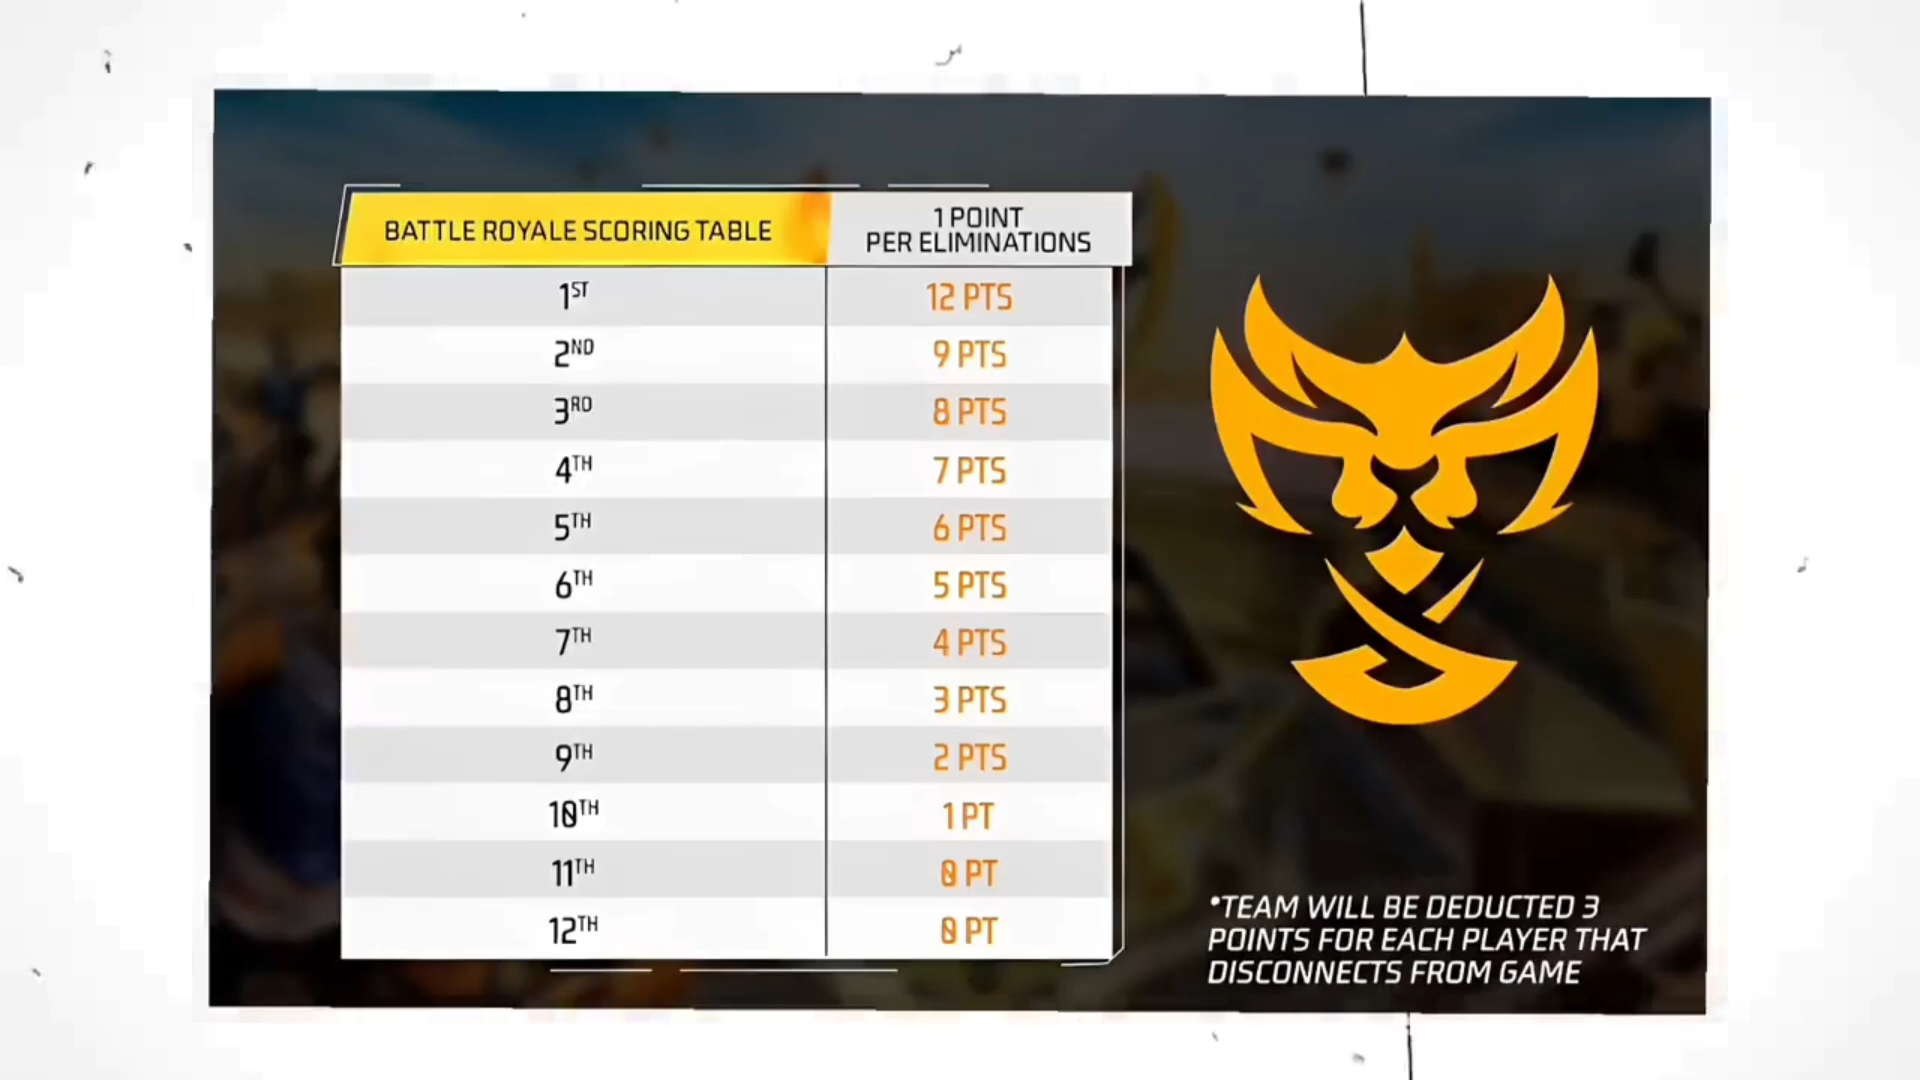 BATTLE ROYALE SCORING TABLE
1 POINT
PER ELIMINATIONS
1ST 12 PTS
2ND 9 PTS
3RD 8 PTS
4TH 7 PTS
5TH 6 PTS
6TH 5 PTS
7TH 4 PTS
8TH 3 PTS
9TH 2 PTS
10TH 1 PT
11TH 0 PT
12TH 0 PT
*TEAM WILL BE DEDUCTED 3
POINTS FOR EACH PLAYER THAT
DISCONNECTS FROM GAME